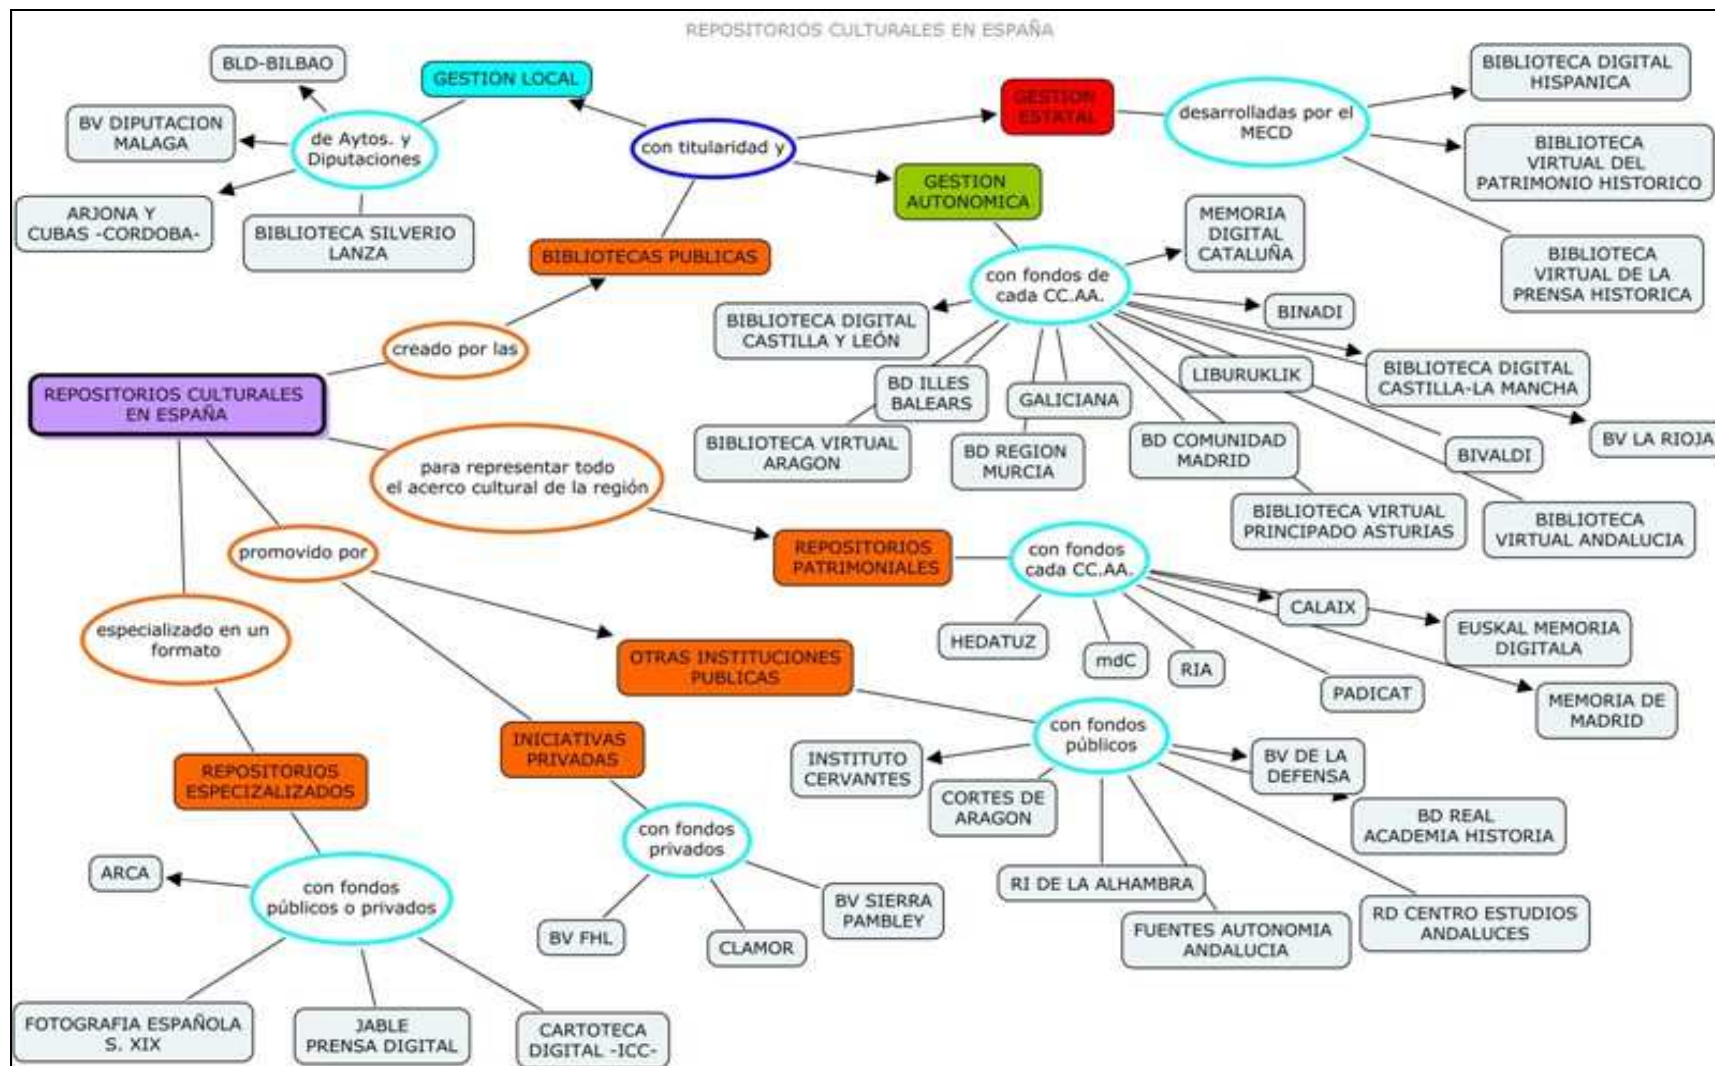 REPOSITORIOS CULTURALES EN ESPAÑA
BLD-BILBAO
GESTION LOCAL
BV DIPUTACION
MALAGA
de Aytos. y
Diputaciones
ARJONA Y
CUBAS -CORDOBA-
BIBLIOTECA SILVERIO
LANZA
con titularidad y
GESTION
ESTATAL
desarrolladas por el
MECD
BIBLIOTECA DIGITAL
HISPANICA
BIBLIOTECA
VIRTUAL DEL
PATRIMONIO HISTORICO
BIBLIOTECA
VIRTUAL DE LA
PRENSA HISTORICA
GESTION
AUTONOMICA
BIBLIOTECAS PUBLICAS
con fondos de
cada CC.AA.
MEMORIA
DIGITAL
CATALUÑA
BINADI
BIBLIOTECA DIGITAL
CASTILLA Y LEÓN
BD ILLES
BALEARS
GALICIANA
LIBURUKLIK
BIBLIOTECA DIGITAL
CASTILLA-LA MANCHA
BV LA RIOJA
BIBLIOTECA VIRTUAL
ARAGON
BD REGION
MURCIA
BD COMUNIDAD
MADRID
BIVALDI
BIBLIOTECA VIRTUAL
PRINCIPADO ASTURIAS
BIBLIOTECA
VIRTUAL ANDALUCIA
creado por las
REPOSITORIOS CULTURALES
EN ESPAÑA
para representar todo
el acerco cultural de la región
REPOSITORIOS
PATRIMONIALES
con fondos
cada CC.AA.
HEDATUZ
mdC
RIA
CALAIX
EUSKAL MEMORIA
DIGITALA
PADICAT
MEMORIA DE
MADRID
promovido por
especializado en un
formato
OTRAS INSTITUCIONES
PUBLICAS
con fondos
públicos
INSTITUTO
CERVANTES
CORTES DE
ARAGON
BV DE LA
DEFENSA
BD REAL
ACADEMIA HISTORIA
RI DE LA ALHAMBRA
FUENTES AUTONOMIA
ANDALUCIA
RD CENTRO ESTUDIOS
ANDALUCES
INICIATIVAS
PRIVADAS
con fondos
privados
BV FHL
CLAMOR
BV SIERRA
PAMBLEY
REPOSITORIOS
ESPECIZALIZADOS
con fondos
públicos o privados
ARCA
FOTOGRAFIA ESPAÑOLA
S. XIX
JABLE
PRENSA DIGITAL
CARTOTECA
DIGITAL -ICC-